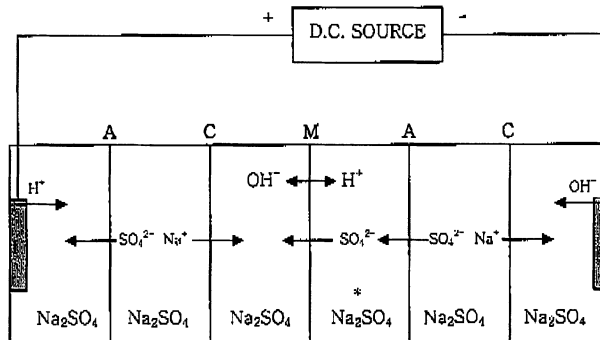 + D.C. SOURCE -
A C M A C
H⁺ OH⁻ H⁺ OH⁻
SO₄²⁻ Na⁺ SO₄²⁻ SO₄²⁻ Na⁺
*
Na₂SO₄ Na₂SO₄ Na₂SO₄ Na₂SO₄ Na₂SO₄ Na₂SO₄